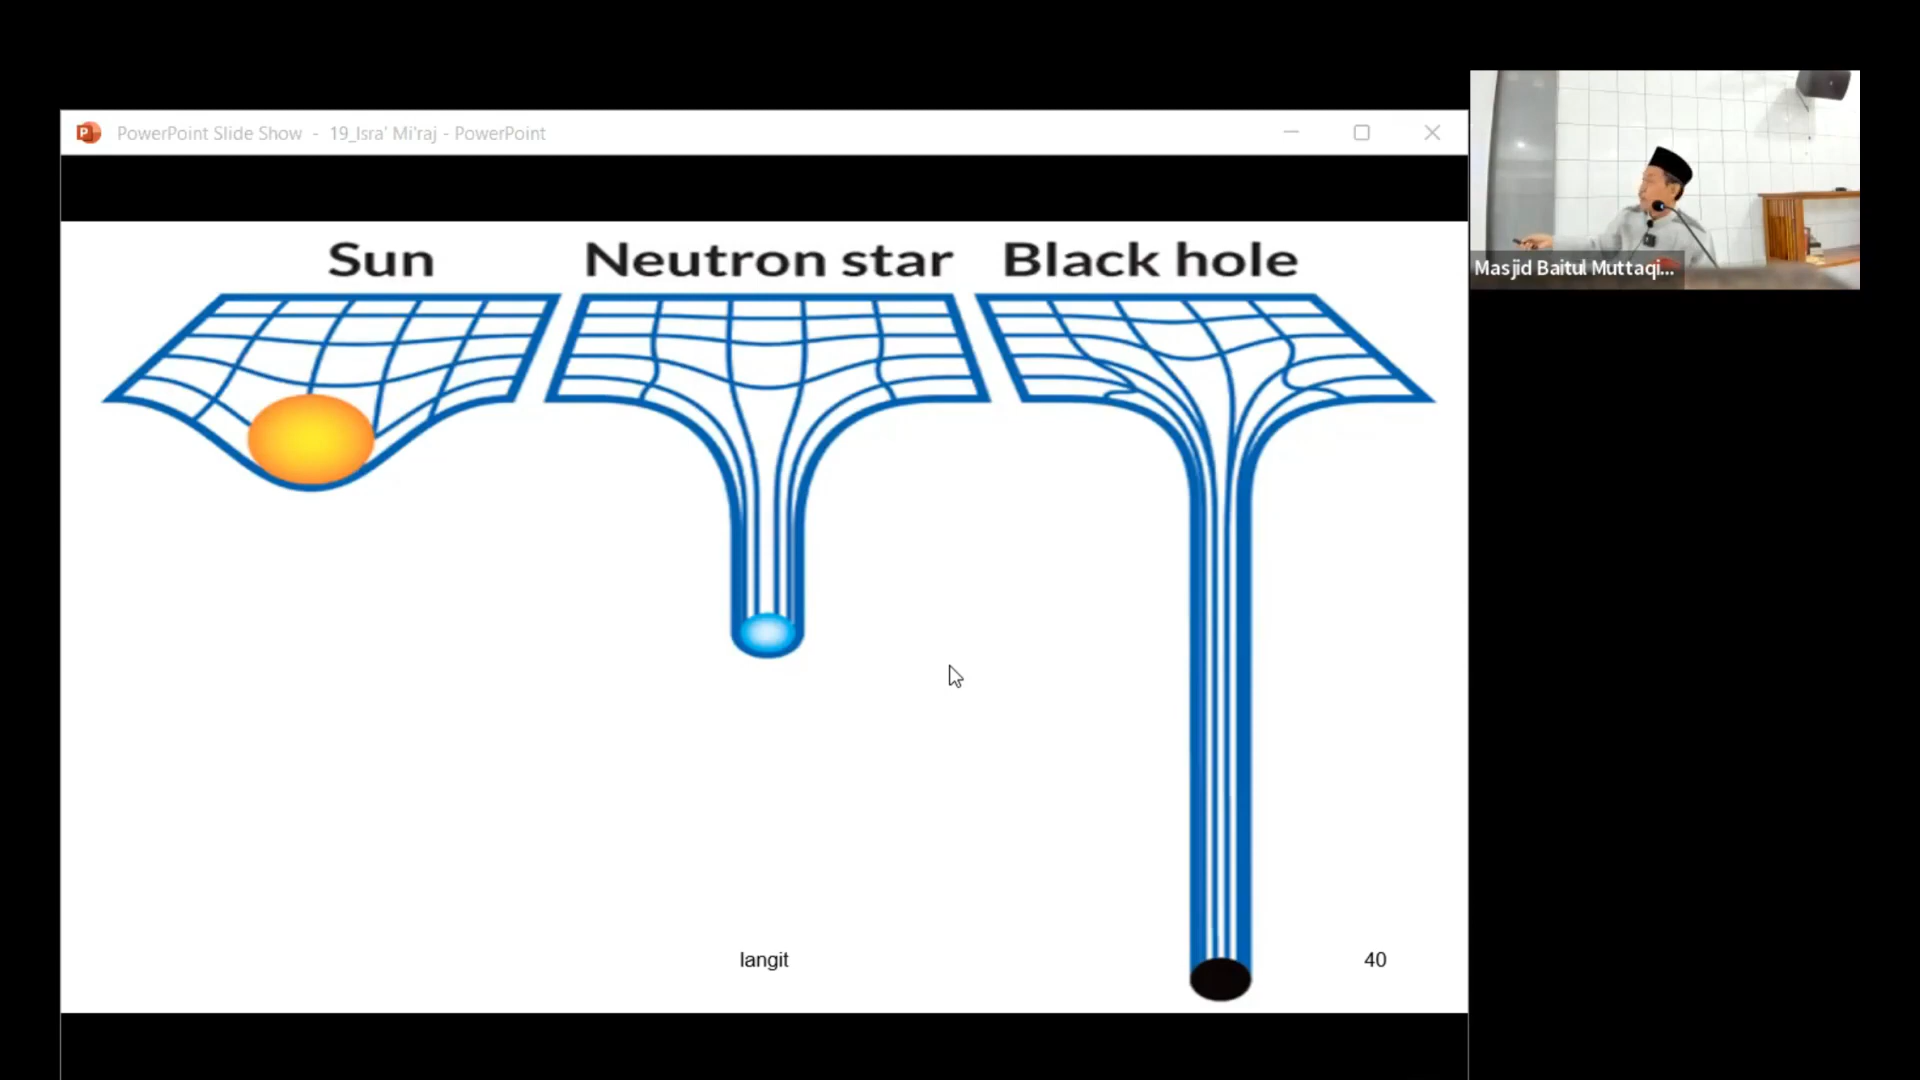 PowerPoint Slide Show - 19_Isra' Mi'raj - PowerPoint
Masjid Baitul Muttaqi...
Sun
Neutron star
Black hole
langit
40